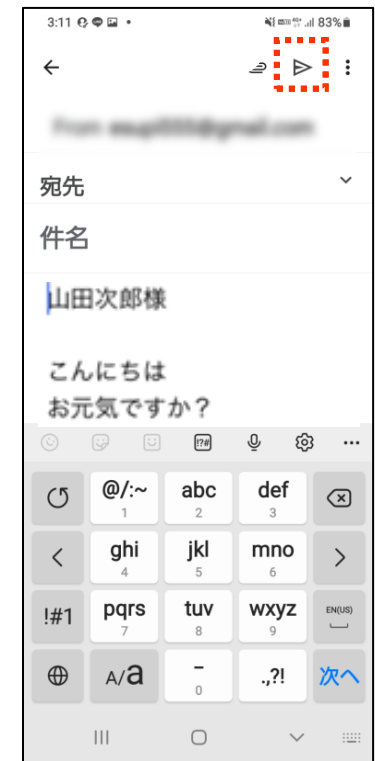 3:11 83%
宛先
件名
山田次郎様
こんにちは
お元気ですか？
!?#
@/:~ abc def
1 2 3
ghi jkl mno
4 5 6
!#1 pqrs tuv wxyz EN(US)
7 8 9
A/a - .,?! 次へ
0